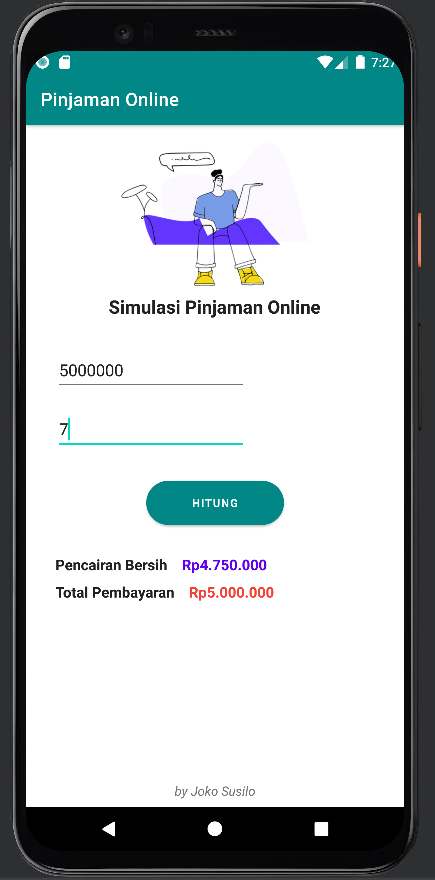 7:27
Pinjaman Online
Simulasi Pinjaman Online
5000000
7
HITUNG
Pencairan Bersih Rp4.750.000
Total Pembayaran Rp5.000.000
by Joko Susilo